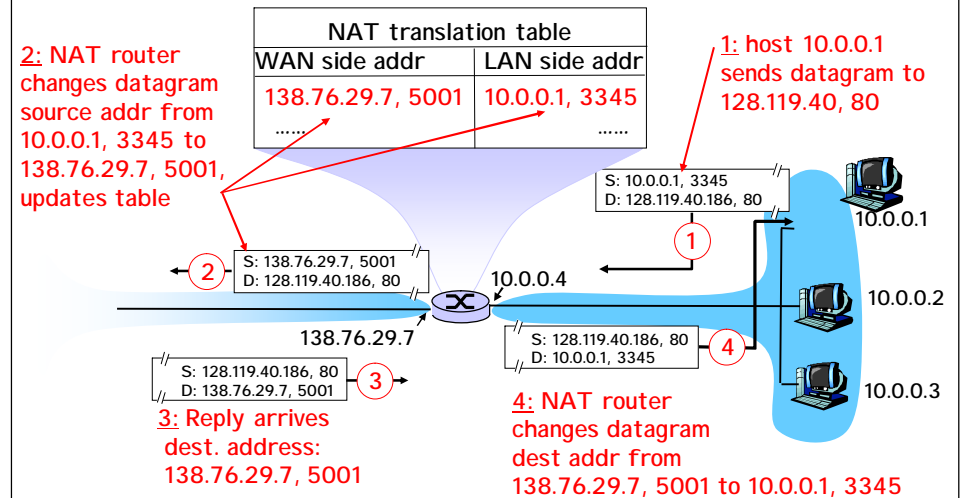 NAT translation table
WAN side addr LAN side addr
138.76.29.7, 5001 10.0.0.1, 3345
...... ......
2: NAT router
changes datagram
source addr from
10.0.0.1, 3345 to
138.76.29.7, 5001,
updates table
1: host 10.0.0.1
sends datagram to
128.119.40, 80
S: 10.0.0.1, 3345
D: 128.119.40.186, 80
1
10.0.0.1
S: 138.76.29.7, 5001
D: 128.119.40.186, 80
2
10.0.0.4
10.0.0.2
138.76.29.7
S: 128.119.40.186, 80
D: 10.0.0.1, 3345
4
S: 128.119.40.186, 80
D: 138.76.29.7, 5001
3
10.0.0.3
3: Reply arrives
dest. address:
138.76.29.7, 5001
4: NAT router
changes datagram
dest addr from
138.76.29.7, 5001 to 10.0.0.1, 3345